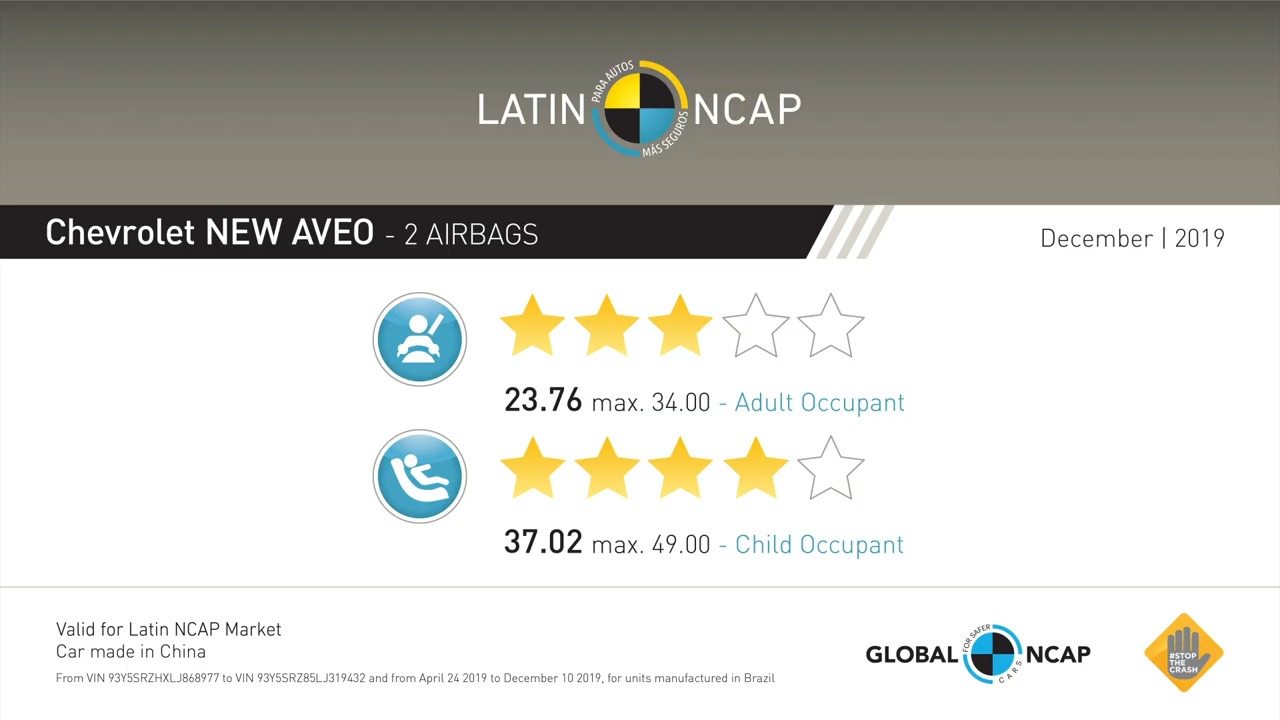 LATIN NCAP
PARA AUTOS
MÁS SEGUROS
Chevrolet NEW AVEO - 2 AIRBAGS
December | 2019
23.76 max. 34.00 - Adult Occupant
37.02 max. 49.00 - Child Occupant
Valid for Latin NCAP Market
Car made in China
From VIN 93Y5SRZHXLJ868977 to VIN 93Y5SRZ85LJ319432 and from April 24 2019 to December 10 2019, for units manufactured in Brazil
GLOBAL NCAP
FOR SAFER
CARS
#STOP
THE
CRASH